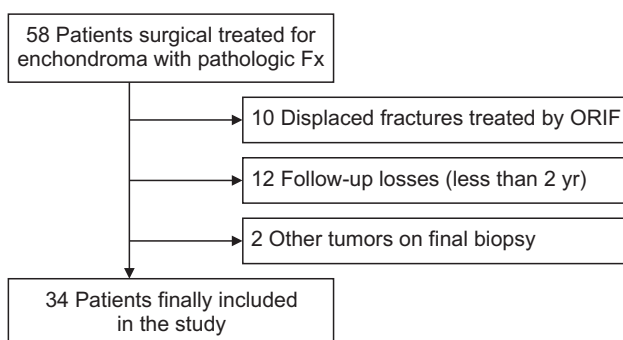 58 Patients surgical treated for
enchondroma with pathologic Fx
10 Displaced fractures treated by ORIF
12 Follow-up losses (less than 2 yr)
2 Other tumors on final biopsy
34 Patients finally included
in the study